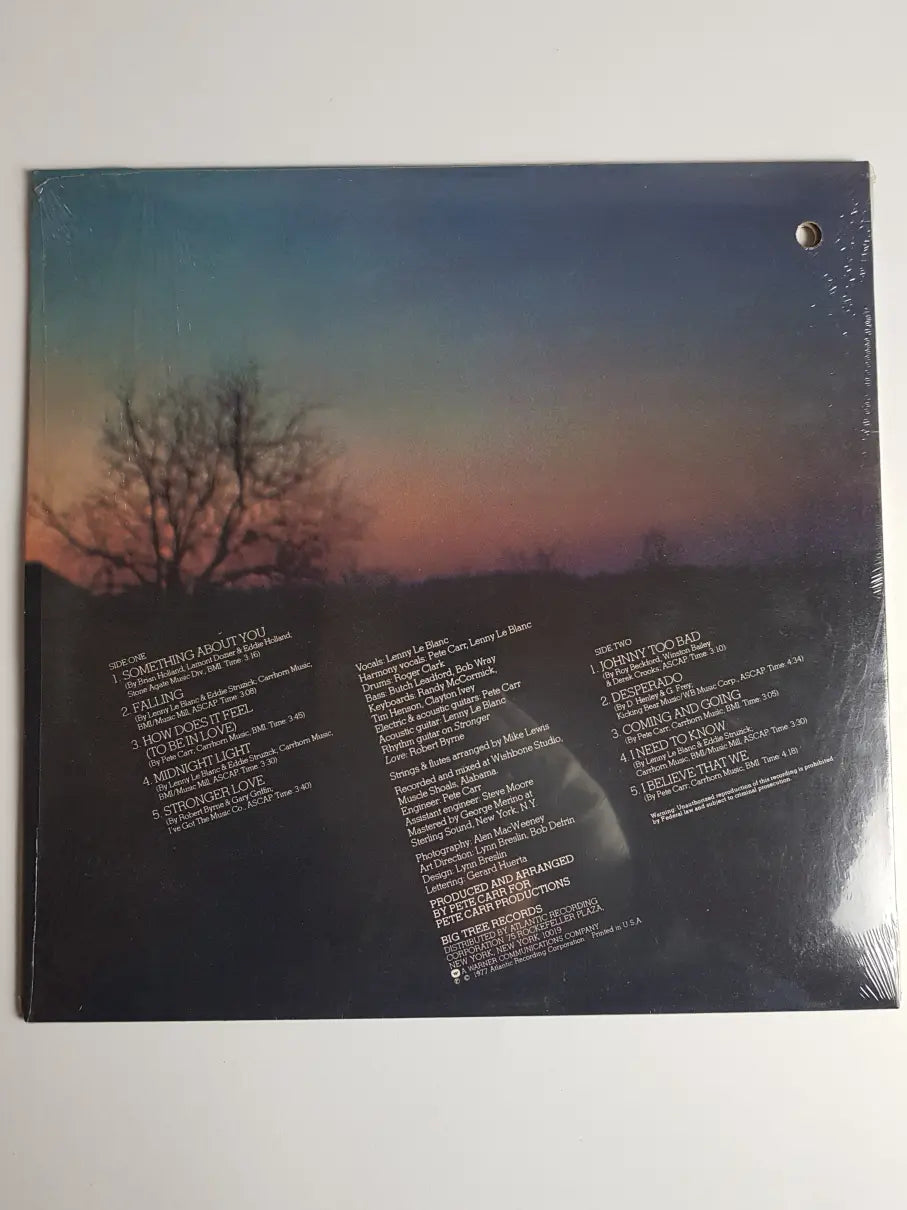 SIDE ONE
1. SOMETHING ABOUT YOU
(By Brian Holland, Lamont Dozier & Eddie Holland,
Stone Agate Music Div., BMI. Time: 3:16)
2. FALLING
(By Lenny Le Blanc & Eddie Struzick, Carrhorn Music,
BMI/Music Mill, ASCAP Time: 3:08)
3. HOW DOES IT FEEL
(TO BE IN LOVE)
(By Pete Carr, Carrhorn Music, BMI. Time: 3:45)
4. MIDNIGHT LIGHT
(By Lenny Le Blanc & Eddie Struzick, Carrhorn Music,
BMI/Music Mill, ASCAP Time: 3:30)
5. STRONGER LOVE
(By Robert Byrne & Gary Griffin,
I've Got The Music Co., ASCAP Time: 3:40)
Vocals: Lenny Le Blanc
Harmony vocals: Pete Carr, Lenny Le Blanc
Drums: Roger Clark
Bass: Butch Leadford, Bob Wray
Keyboards: Randy McCormick,
Tim Henson, Clayton Ivey
Electric & acoustic guitars: Pete Carr
Acoustic guitar: Lenny Le Blanc
Rhythm guitar on Stronger
Love: Robert Byrne
Strings & flutes arranged by Mike Lewis
Recorded and mixed at Wishbone Studio,
Muscle Shoals, Alabama.
Engineer: Pete Carr
Assistant engineer: Steve Moore
Mastered by George Merino at
Sterling Sound, New York, N.Y.
Photography: Alen MacWeeney
Art Direction: Lynn Breslin, Bob Defrin
Design: Lynn Breslin
Lettering: Gerard Huerta
PRODUCED AND ARRANGED
BY PETE CARR FOR
PETE CARR PRODUCTIONS
BIG TREE RECORDS
DISTRIBUTED BY ATLANTIC RECORDING
CORPORATION, 75 ROCKEFELLER PLAZA,
NEW YORK, NEW YORK 10019
A WARNER COMMUNICATIONS COMPANY
℗ © 1977 Atlantic Recording Corporation Printed in U.S.A.
SIDE TWO
1. JOHNNY TOO BAD
(By Roy Beckford, Winston Bailey
& Derek Crooks, ASCAP Time: 3:10)
2. DESPERADO
(By D. Henley & G. Frey,
Kicking Bear Music/WB Music Corp., ASCAP Time: 4:34)
3. COMING AND GOING
(By Pete Carr, Carrhorn Music, BMI. Time: 3:05)
4. I NEED TO KNOW
(By Lenny Le Blanc & Eddie Struzick,
Carrhorn Music, BMI/Music Mill, ASCAP Time: 3:30)
5. I BELIEVE THAT WE
(By Pete Carr, Carrhorn Music, BMI. Time: 4:18)
Warning: Unauthorized reproduction of this recording is prohibited
by Federal law and subject to criminal prosecution.